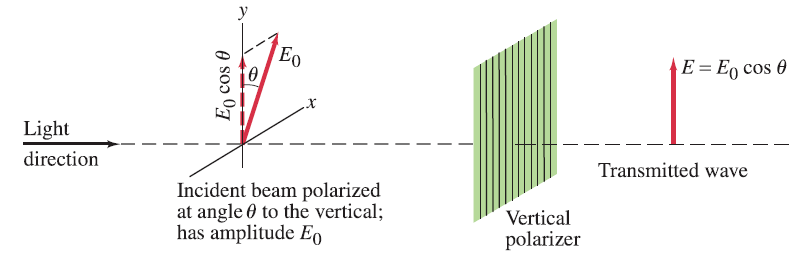 y
E₀
E₀ cos θ
θ
x
Light
direction
Incident beam polarized
at angle θ to the vertical;
has amplitude E₀
Vertical
polarizer
E = E₀ cos θ
Transmitted wave